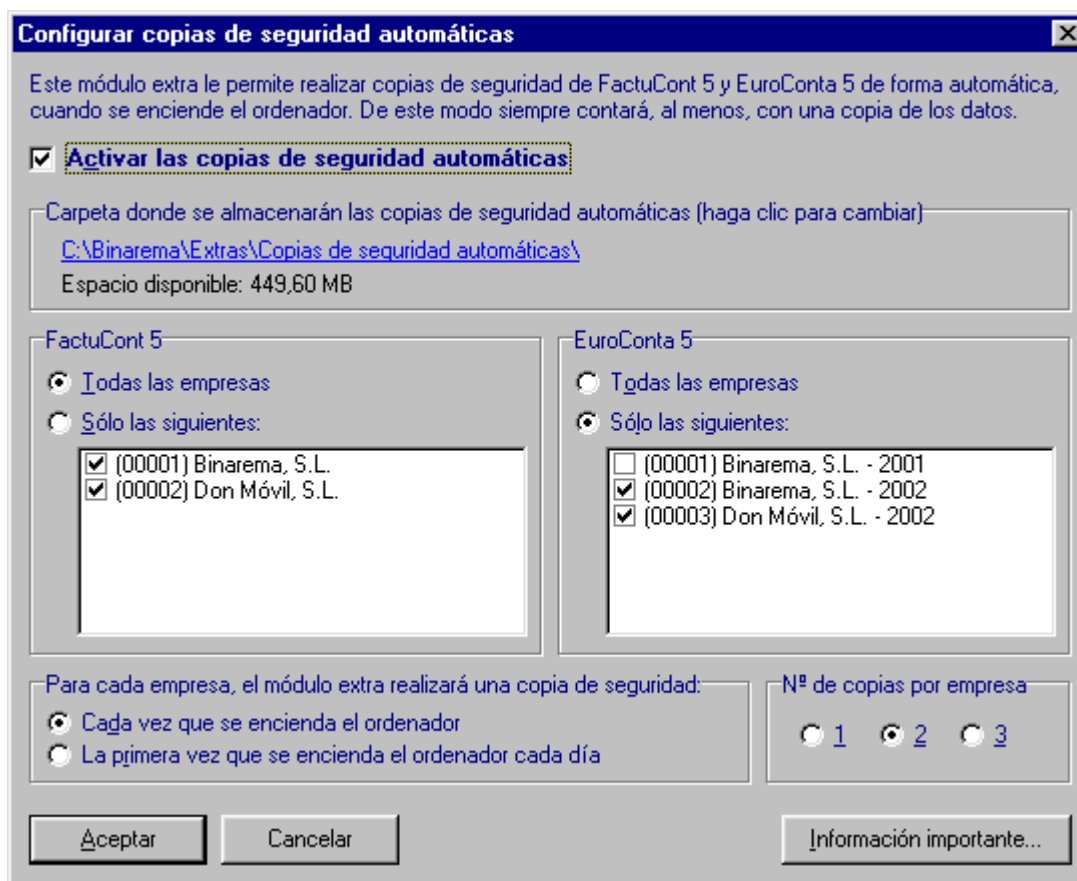 Configurar copias de seguridad automáticas
Este módulo extra le permite realizar copias de seguridad de FactuCont 5 y EuroConta 5 de forma automática,
cuando se enciende el ordenador. De este modo siempre contará, al menos, con una copia de los datos.
Activar las copias de seguridad automáticas
Carpeta donde se almacenarán las copias de seguridad automáticas (haga clic para cambiar)
C:\Binarema\Extras\Copias de seguridad automáticas\
Espacio disponible: 449,60 MB
FactuCont 5
Todas las empresas
Sólo las siguientes:
(00001) Binarema, S.L.
(00002) Don Móvil, S.L.
EuroConta 5
Todas las empresas
Sólo las siguientes:
(00001) Binarema, S.L. - 2001
(00002) Binarema, S.L. - 2002
(00003) Don Móvil, S.L. - 2002
Para cada empresa, el módulo extra realizará una copia de seguridad:
Cada vez que se encienda el ordenador
La primera vez que se encienda el ordenador cada día
Nº de copias por empresa
1 2 3
Aceptar Cancelar Información importante...